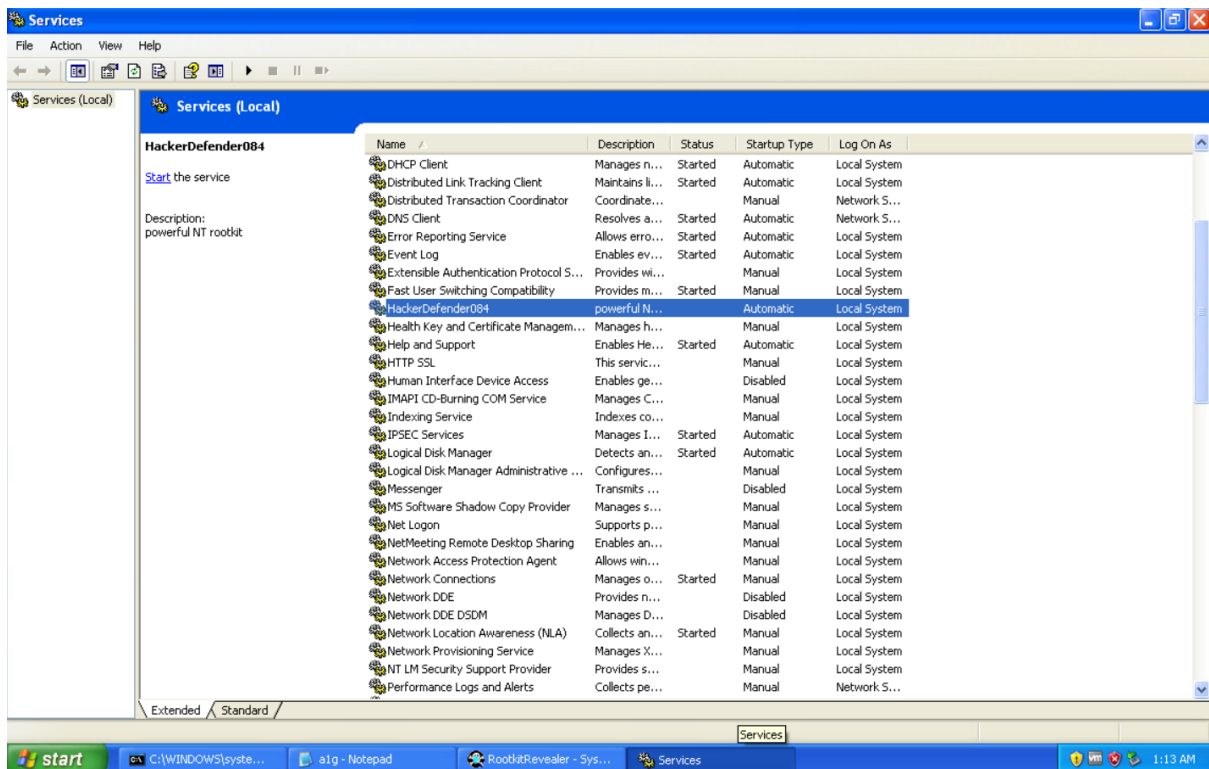 Services
File Action View Help
Services (Local)
Services (Local)
HackerDefender084
Start the service
Description:
powerful NT rootkit
Name Description Status Startup Type Log On As
DHCP Client Manages n... Started Automatic Local System
Distributed Link Tracking Client Maintains li... Started Automatic Local System
Distributed Transaction Coordinator Coordinate... Manual Network S...
DNS Client Resolves a... Started Automatic Network S...
Error Reporting Service Allows erro... Started Automatic Local System
Event Log Enables ev... Started Automatic Local System
Extensible Authentication Protocol S... Provides wi... Manual Local System
Fast User Switching Compatibility Provides m... Started Manual Local System
HackerDefender084 powerful N... Automatic Local System
Health Key and Certificate Managem... Manages h... Manual Local System
Help and Support Enables He... Started Automatic Local System
HTTP SSL This servic... Manual Local System
Human Interface Device Access Enables ge... Disabled Local System
IMAPI CD-Burning COM Service Manages C... Manual Local System
Indexing Service Indexes co... Manual Local System
IPSEC Services Manages I... Started Automatic Local System
Logical Disk Manager Detects an... Started Automatic Local System
Logical Disk Manager Administrative ... Configures... Manual Local System
Messenger Transmits ... Disabled Local System
MS Software Shadow Copy Provider Manages s... Manual Local System
Net Logon Supports p... Manual Local System
NetMeeting Remote Desktop Sharing Enables an... Manual Local System
Network Access Protection Agent Allows win... Manual Local System
Network Connections Manages o... Started Manual Local System
Network DDE Provides n... Disabled Local System
Network DDE DSDM Manages D... Disabled Local System
Network Location Awareness (NLA) Collects an... Started Manual Local System
Network Provisioning Service Manages X... Manual Local System
NT LM Security Support Provider Provides s... Manual Local System
Performance Logs and Alerts Collects pe... Manual Network S...
Extended Standard
Services
start C:\WINDOWS\syste... a1g - Notepad RootkitRevealer - Sys... Services 1:13 AM